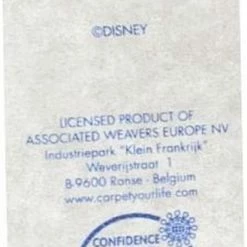 ©DISNEY
LICENSED PRODUCT OF
ASSOCIATED WEAVERS EUROPE NV
Industriepark "Klein Frankrijk"
Weverijstraat 1
B-9600 Ronse - Belgium
www.carpetyourlife.com
CONFIDENCE